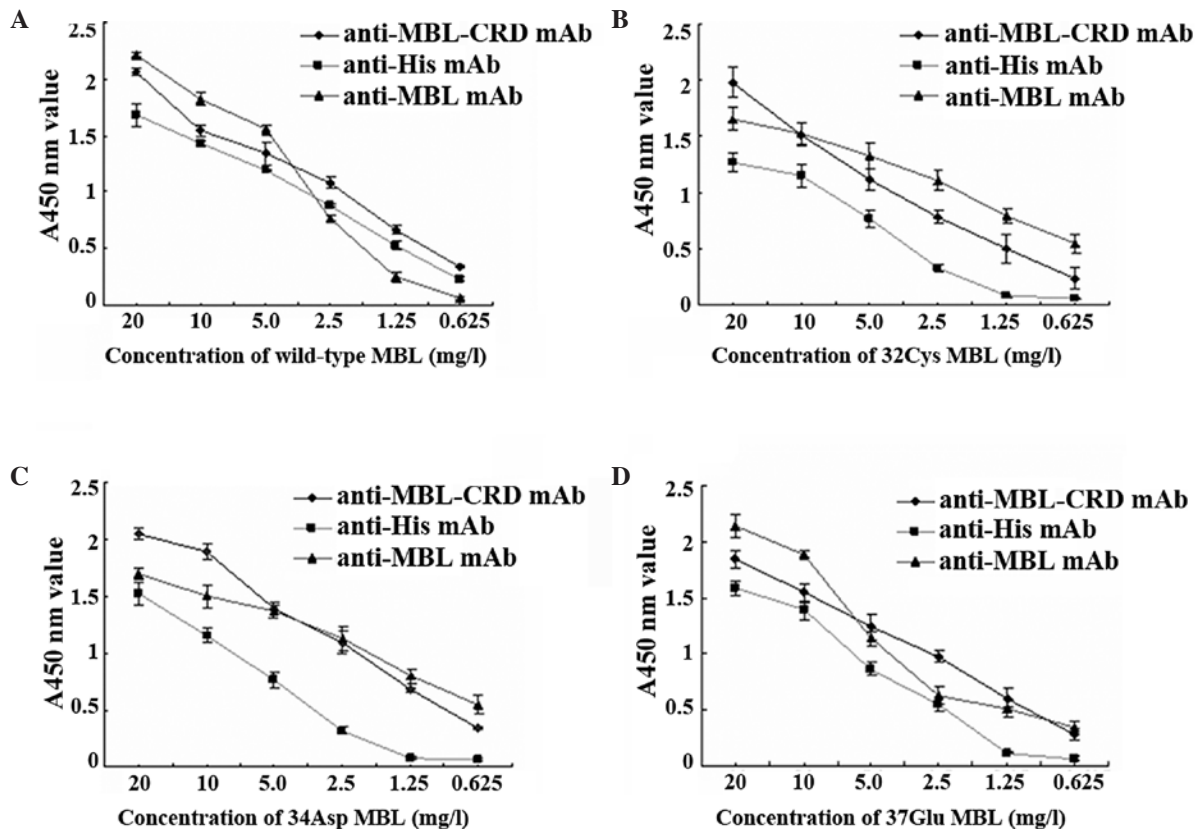 A
2.5
2
1.5
1
0.5
0
A450 nm value
anti-MBL-CRD mAb
anti-His mAb
anti-MBL mAb
20 10 5.0 2.5 1.25 0.625
Concentration of wild-type MBL (mg/l)
B
2.5
2
1.5
1
0.5
0
A450 nm value
anti-MBL-CRD mAb
anti-His mAb
anti-MBL mAb
20 10 5.0 2.5 1.25 0.625
Concentration of 32Cys MBL (mg/l)
C
2.5
2
1.5
1
0.5
0
A450 nm value
anti-MBL-CRD mAb
anti-His mAb
anti-MBL mAb
20 10 5.0 2.5 1.25 0.625
Concentration of 34Asp MBL (mg/l)
D
2.5
2
1.5
1
0.5
0
A450 nm value
anti-MBL-CRD mAb
anti-His mAb
anti-MBL mAb
20 10 5.0 2.5 1.25 0.625
Concentration of 37Glu MBL (mg/l)